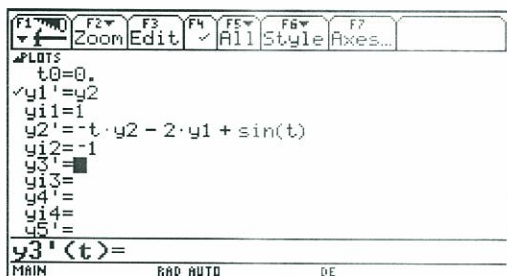 F1 F2▾ F3 F4 F5▾ F6▾ F7
Zoom Edit ✓ All Style Axes...
PLOTS
t0=0.
✓y1'=y2
yi1=1
y2'=-t·y2-2·y1+sin(t)
yi2=-1
y3'=
yi3=
y4'=
yi4=
y5'=
y3'(t)=
MAIN RAD AUTO DE